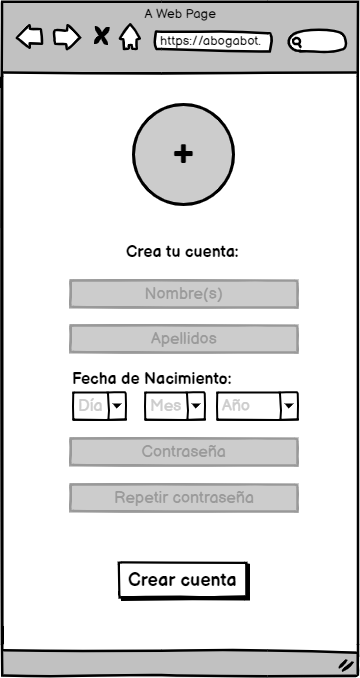 A Web Page
https://abogabot.
+
Crea tu cuenta:
Nombre(s)
Apellidos
Fecha de Nacimiento:
Día Mes Año
Contraseña
Repetir contraseña
Crear cuenta